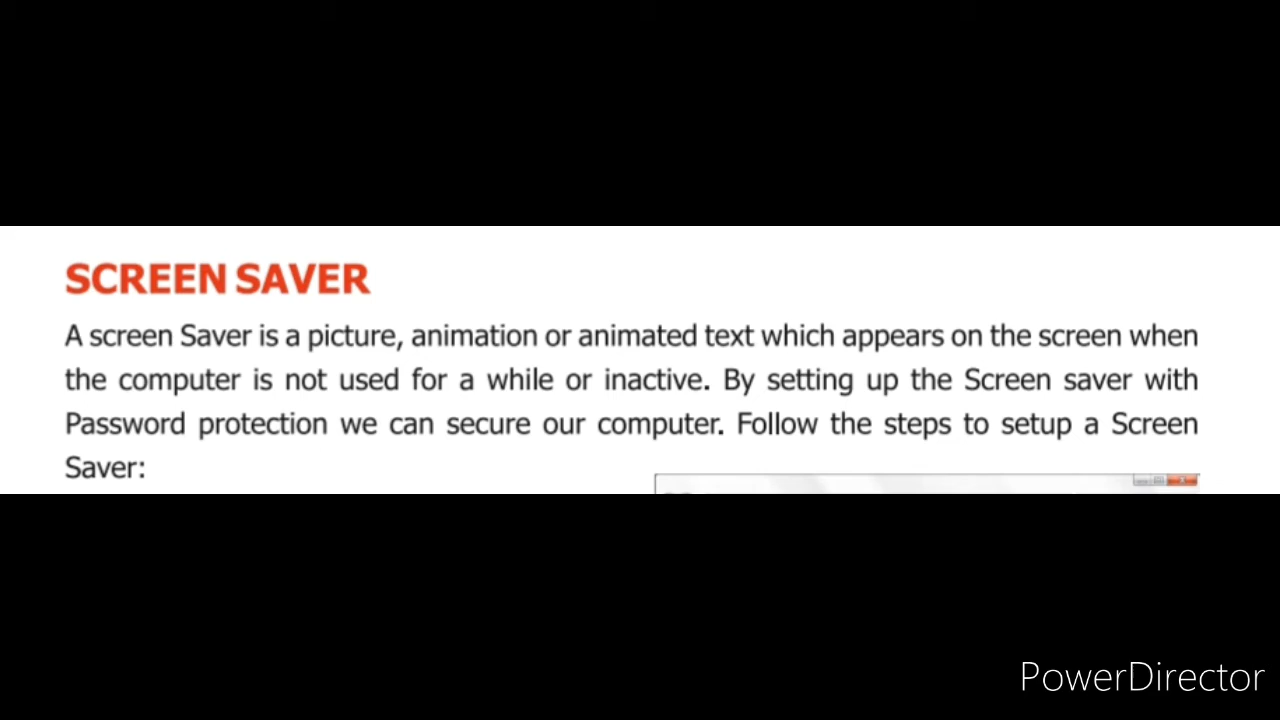 SCREEN SAVER
A screen Saver is a picture, animation or animated text which appears on the screen when
the computer is not used for a while or inactive. By setting up the Screen saver with
Password protection we can secure our computer. Follow the steps to setup a Screen
Saver:
PowerDirector